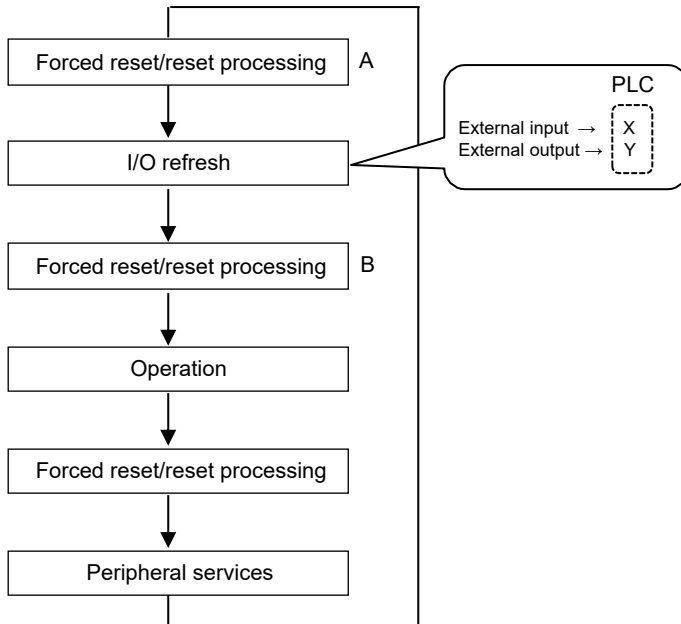 Forced reset/reset processing A
PLC
External input → X
External output → Y
I/O refresh
Forced reset/reset processing B
Operation
Forced reset/reset processing
Peripheral services